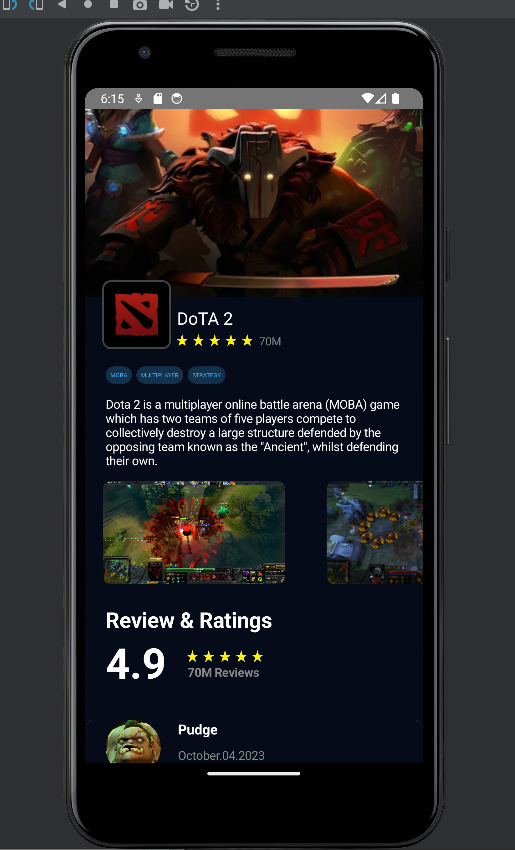 6:15
DoTA 2
70M
MOBA MULTIPLAYER STRATEGY
Dota 2 is a multiplayer online battle arena (MOBA) game
which has two teams of five players compete to
collectively destroy a large structure defended by the
opposing team known as the "Ancient", whilst defending
their own.
Review & Ratings
4.9
70M Reviews
Pudge
October.04.2023